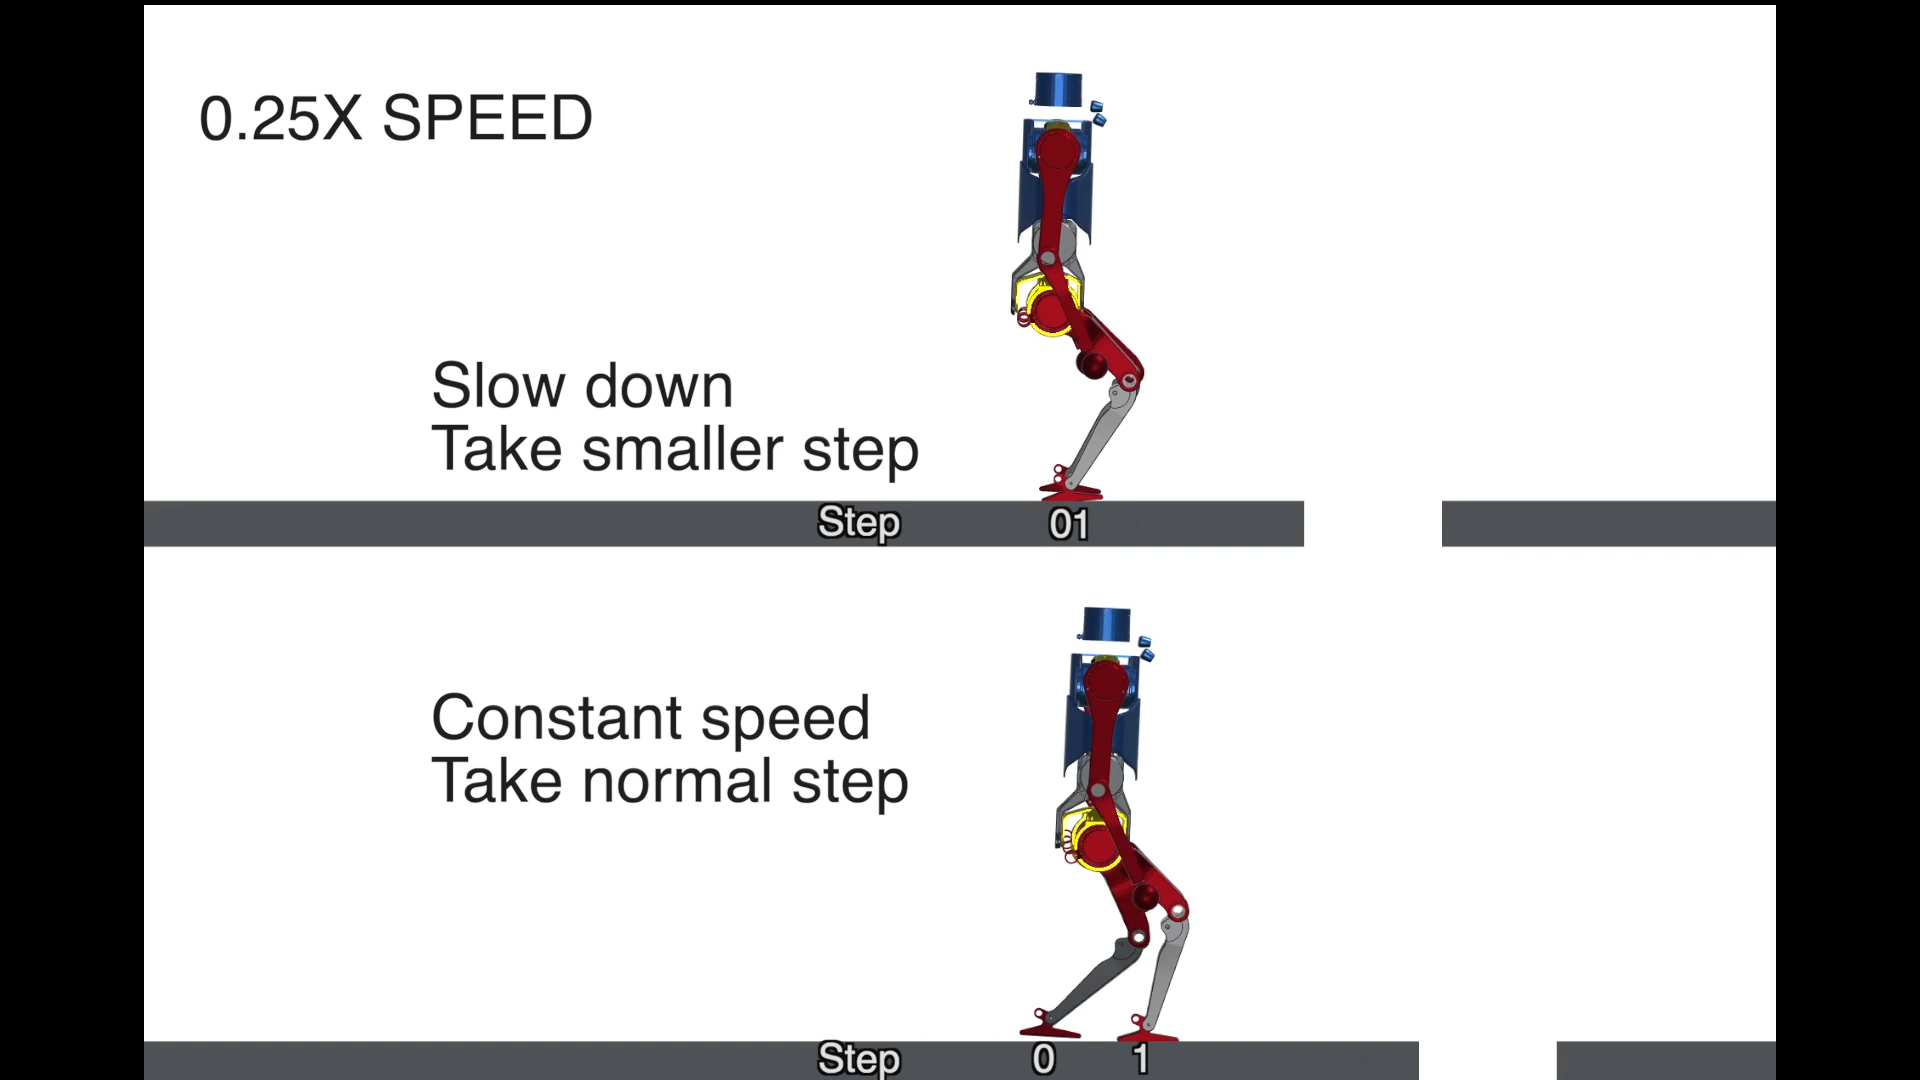 0.25X SPEED
Slow down
Take smaller step
Step 01
Constant speed
Take normal step
Step 0 1